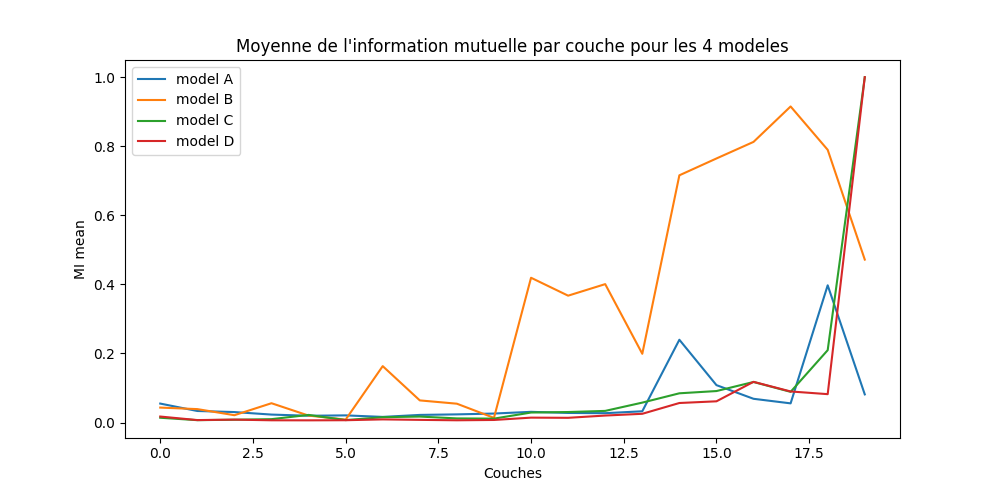 Moyenne de l'information mutuelle par couche pour les 4 modeles
model A
model B
model C
model D
1.0
0.8
0.6
0.4
0.2
0.0
MI mean
0.0 2.5 5.0 7.5 10.0 12.5 15.0 17.5
Couches